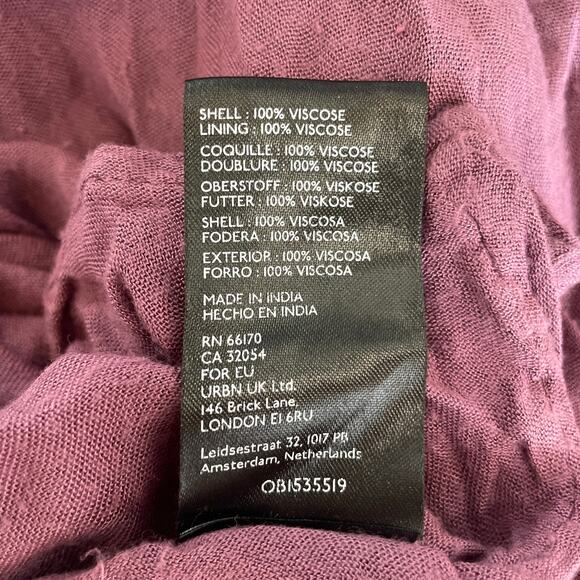 SHELL : 100% VISCOSE
LINING : 100% VISCOSE
COQUILLE : 100% VISCOSE
DOUBLURE : 100% VISCOSE
OBERSTOFF : 100% VISKOSE
FUTTER : 100% VISKOSE
SHELL : 100% VISCOSA
FODERA : 100% VISCOSA
EXTERIOR : 100% VISCOSA
FORRO : 100% VISCOSA
MADE IN INDIA
HECHO EN INDIA
RN 66170
CA 32054
FOR EU
URBN UK Ltd.
146 Brick Lane,
LONDON E1 6RU
Leidsestraat 32, 1017 PB
Amsterdam, Netherlands
OB1535519